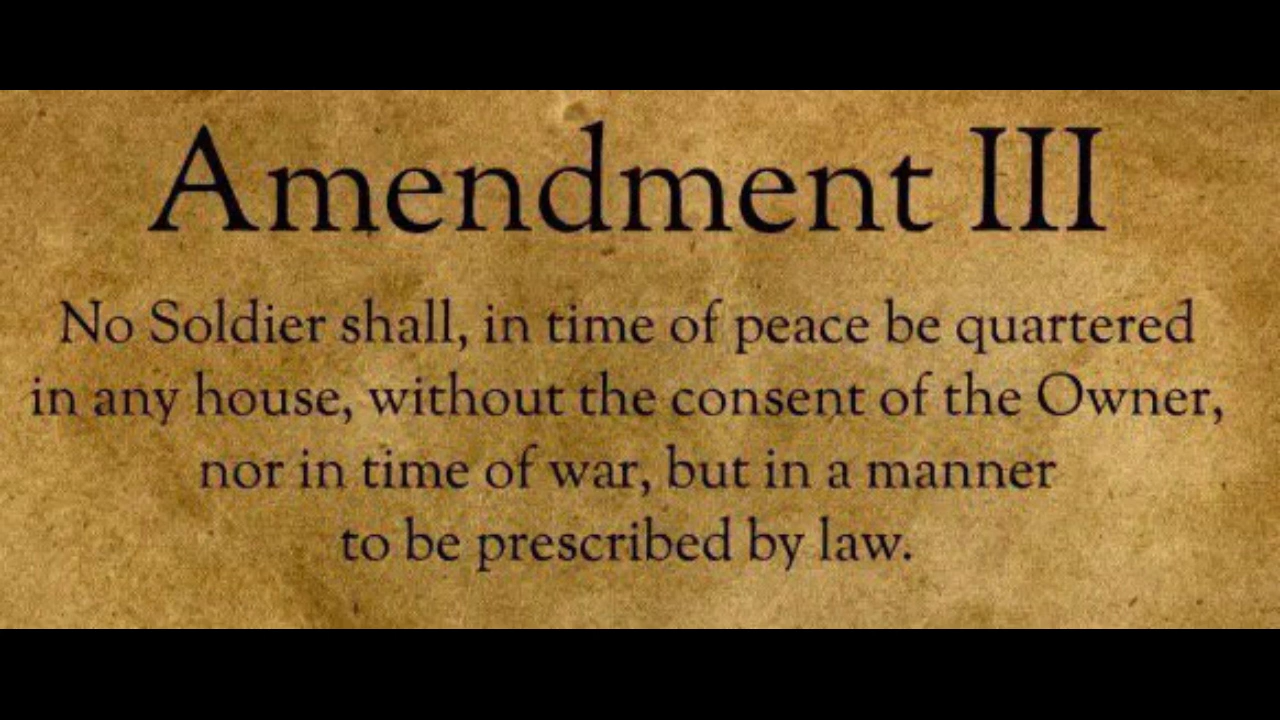 Amendment III
No Soldier shall, in time of peace be quartered
in any house, without the consent of the Owner,
nor in time of war, but in a manner
to be prescribed by law.